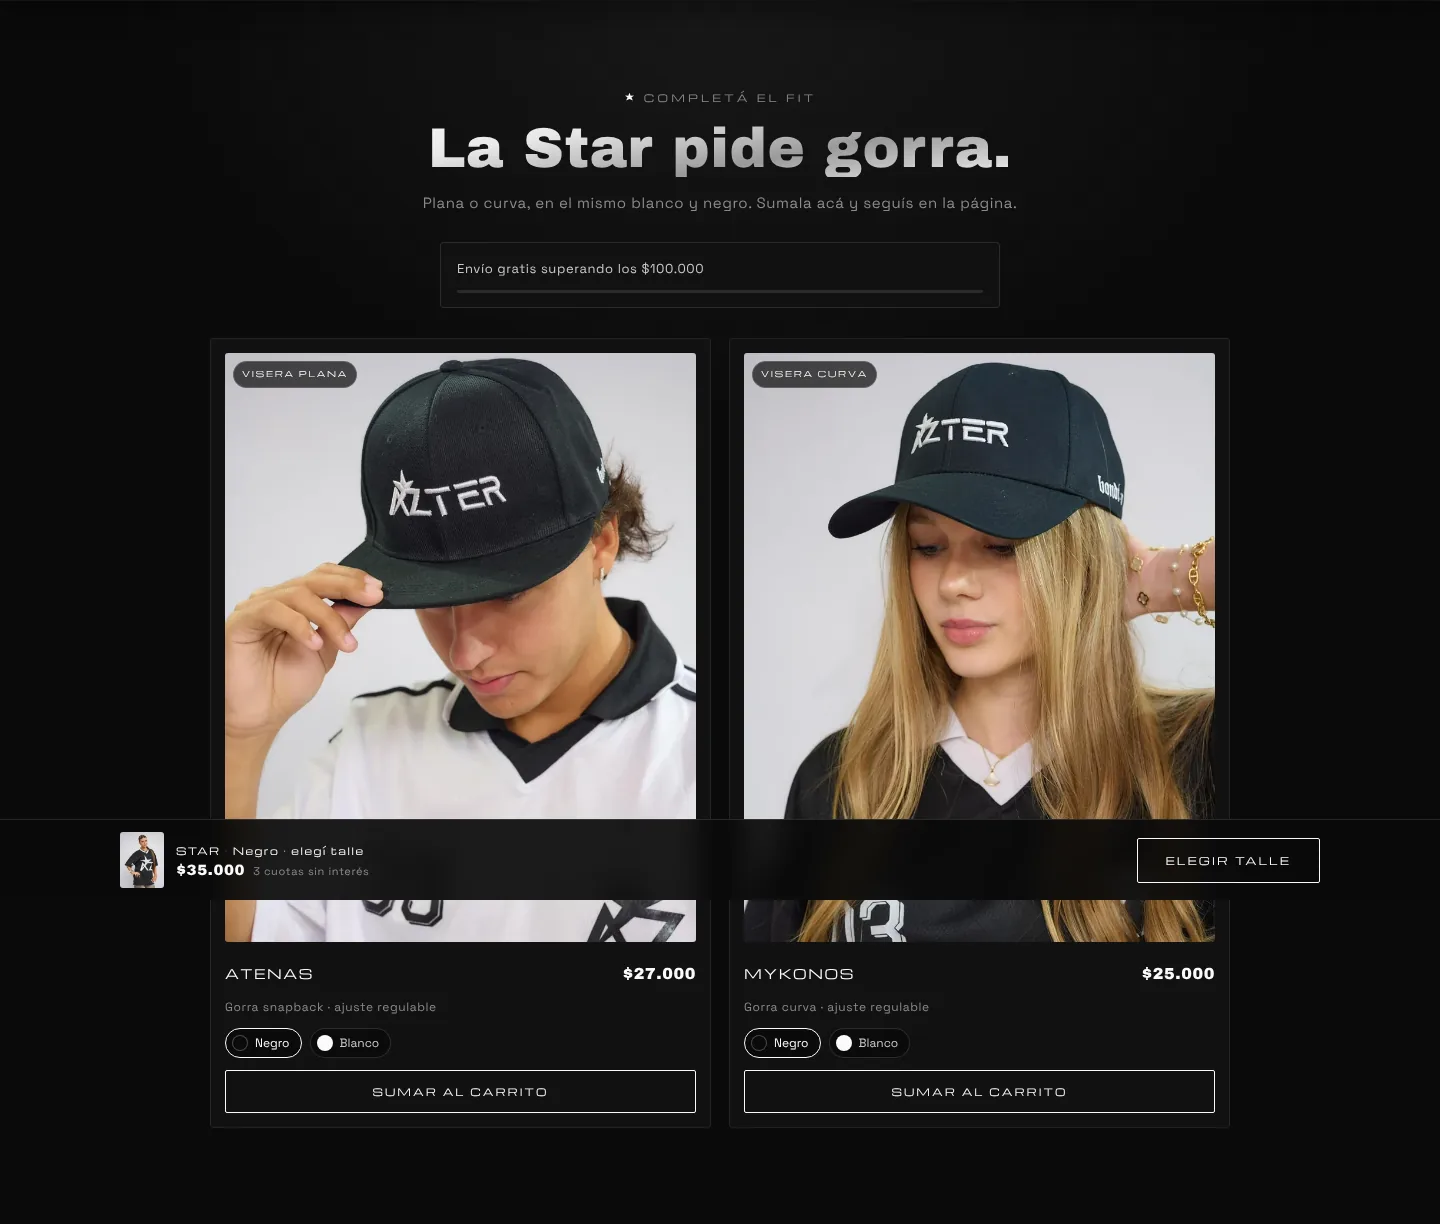 ★ COMPLETÁ EL FIT
La Star pide gorra.
Plana o curva, en el mismo blanco y negro. Sumala acá y seguís en la página.
Envío gratis superando los $100.000
VISERA PLANA
ALTER
VISERA CURVA
ALTER
STAR · Negro · elegí talle
$35.000 3 cuotas sin interés
ELEGIR TALLE
ATENAS $27.000
Gorra snapback · ajuste regulable
Negro Blanco
SUMAR AL CARRITO
MYKONOS $25.000
Gorra curva · ajuste regulable
Negro Blanco
SUMAR AL CARRITO